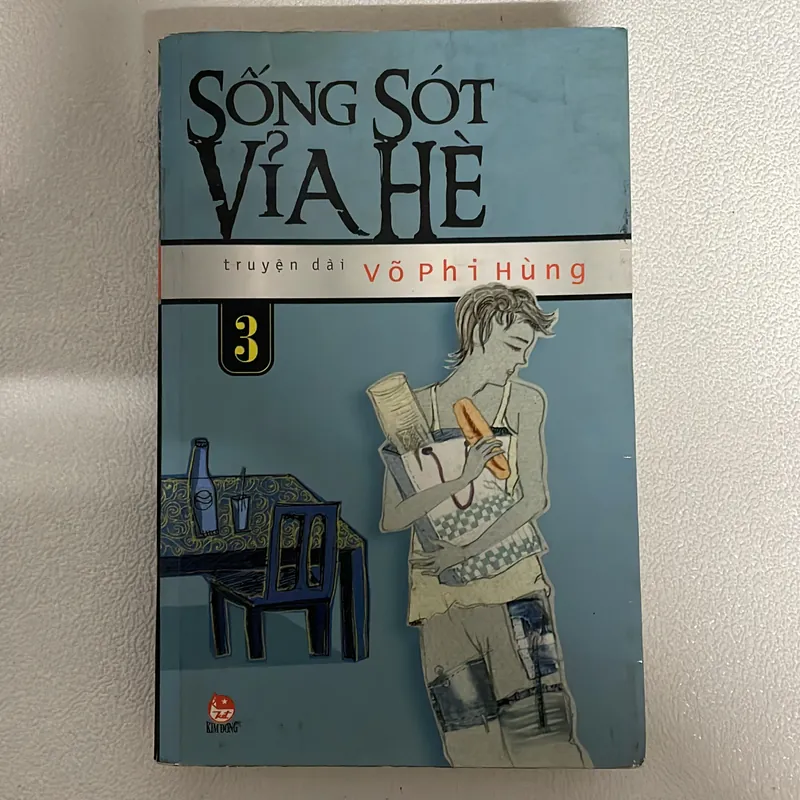 SỐNG SÓT
VỈA HÈ
truyện dài Võ Phi Hùng
3
KIM ĐỒNG